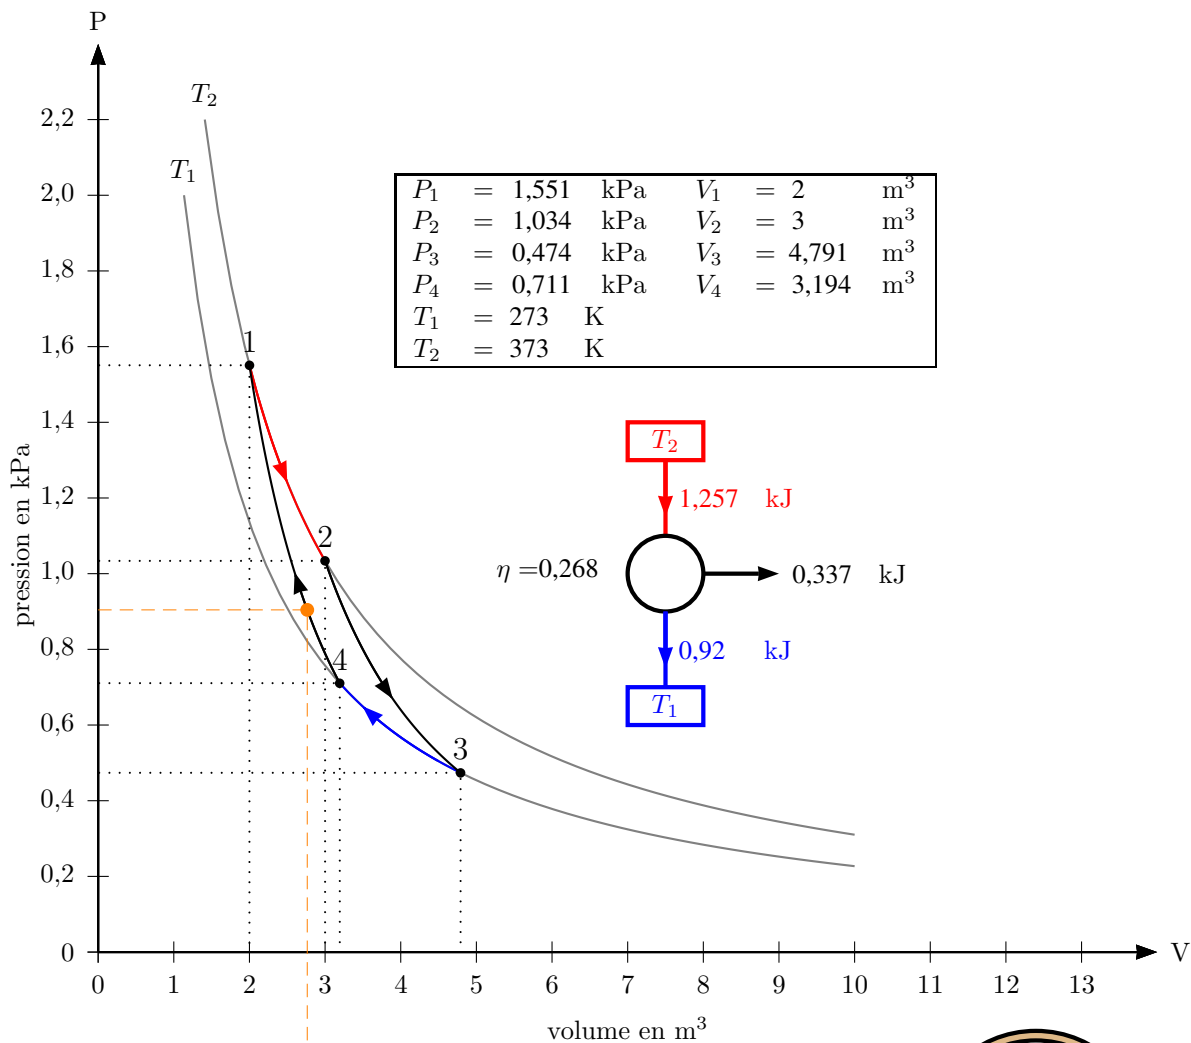 P
T2
2,2
T1
2,0
P1 = 1,551 kPa V1 = 2 m3
P2 = 1,034 kPa V2 = 3 m3
P3 = 0,474 kPa V3 = 4,791 m3
P4 = 0,711 kPa V4 = 3,194 m3
T1 = 273 K
T2 = 373 K
1,8
1,6
1
1,4
T2
1,2
1,257 kJ
pression en kPa
2
1,0
η =0,268
0,337 kJ
0,8
4
0,92 kJ
0,6
T1
3
0,4
0,2
0
V
0 1 2 3 4 5 6 7 8 9 10 11 12 13
volume en m3